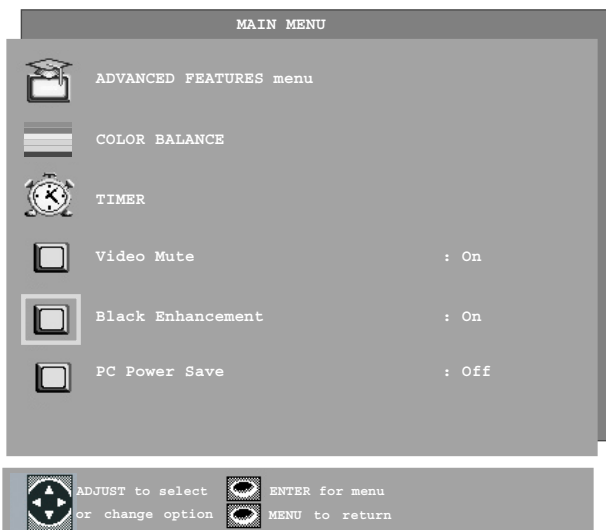 MAIN MENU
ADVANCED FEATURES menu
COLOR BALANCE
TIMER
Video Mute : On
Black Enhancement : On
PC Power Save : Off
ADJUST to select ENTER for menu
or change option MENU to return